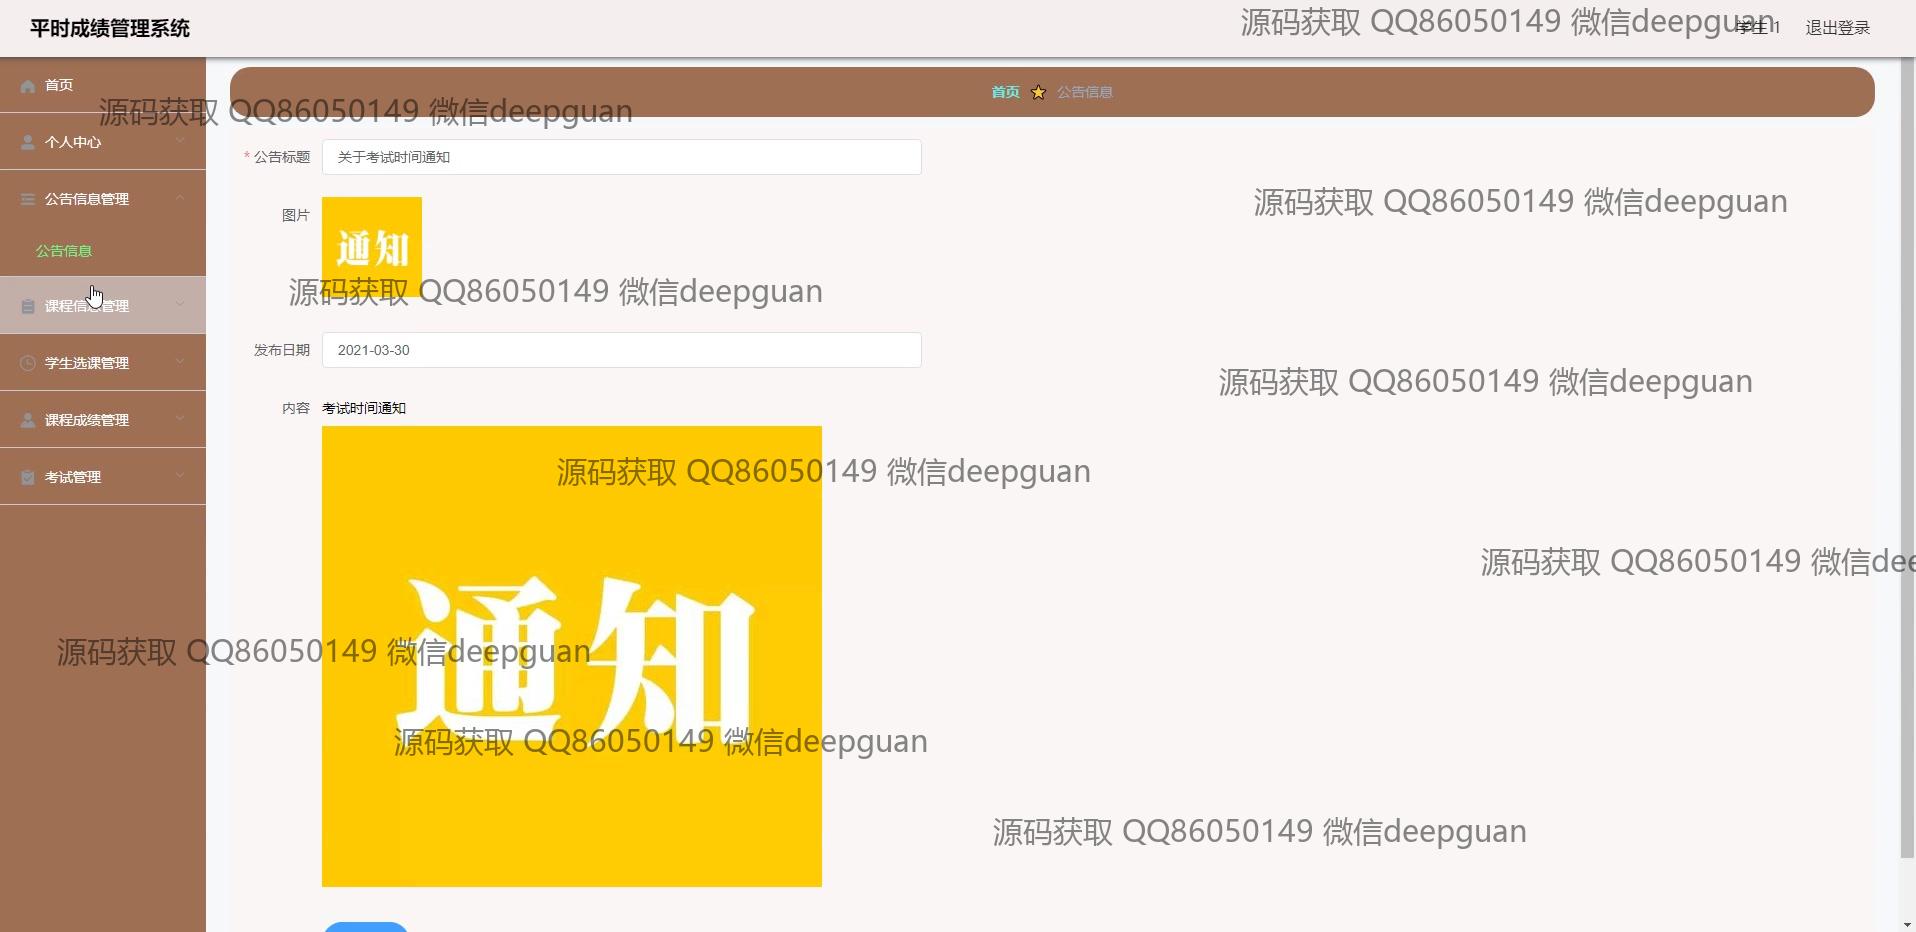 平时成绩管理系统
源码获取 QQ86050149 微信deepguan
学生 1
退出登录
首页
首页
公告信息
源码获取 QQ86050149 微信deepguan
个人中心
* 公告标题
关于考试时间通知
公告信息管理
源码获取 QQ86050149 微信deepguan
图片
通知
公告信息
源码获取 QQ86050149 微信deepguan
课程信息管理
发布日期
2021-03-30
学生选课管理
源码获取 QQ86050149 微信deepguan
内容
考试时间通知
课程成绩管理
源码获取 QQ86050149 微信deepguan
考试管理
源码获取 QQ86050149 微信dee
通知
源码获取 QQ86050149 微信deepguan
源码获取 QQ86050149 微信deepguan
源码获取 QQ86050149 微信deepguan